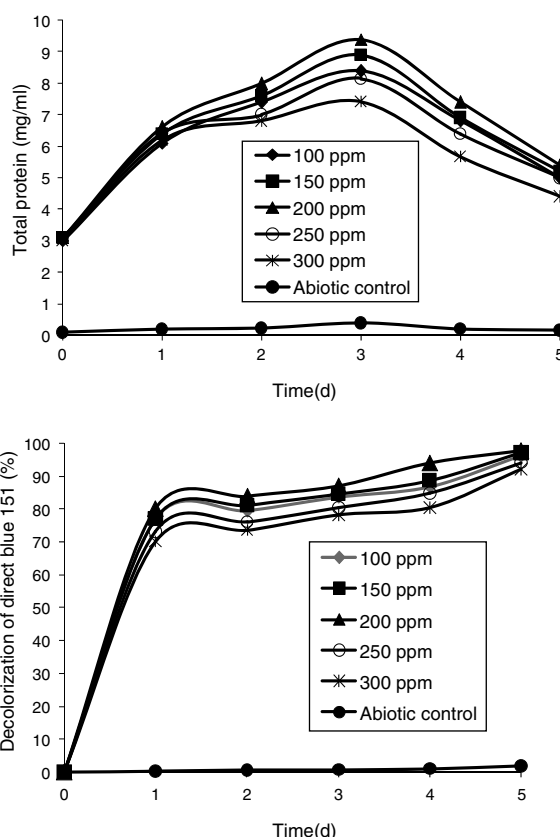 10
9
8
7
6
5
4
3
2
1
0
Total protein (mg/ml)
100 ppm
150 ppm
200 ppm
250 ppm
300 ppm
Abiotic control
0 1 2 3 4 5
Time(d)
100
90
80
70
60
50
40
30
20
10
0
Decolorization of direct blue 151 (%)
100 ppm
150 ppm
200 ppm
250 ppm
300 ppm
Abiotic control
0 1 2 3 4 5
Time(d)